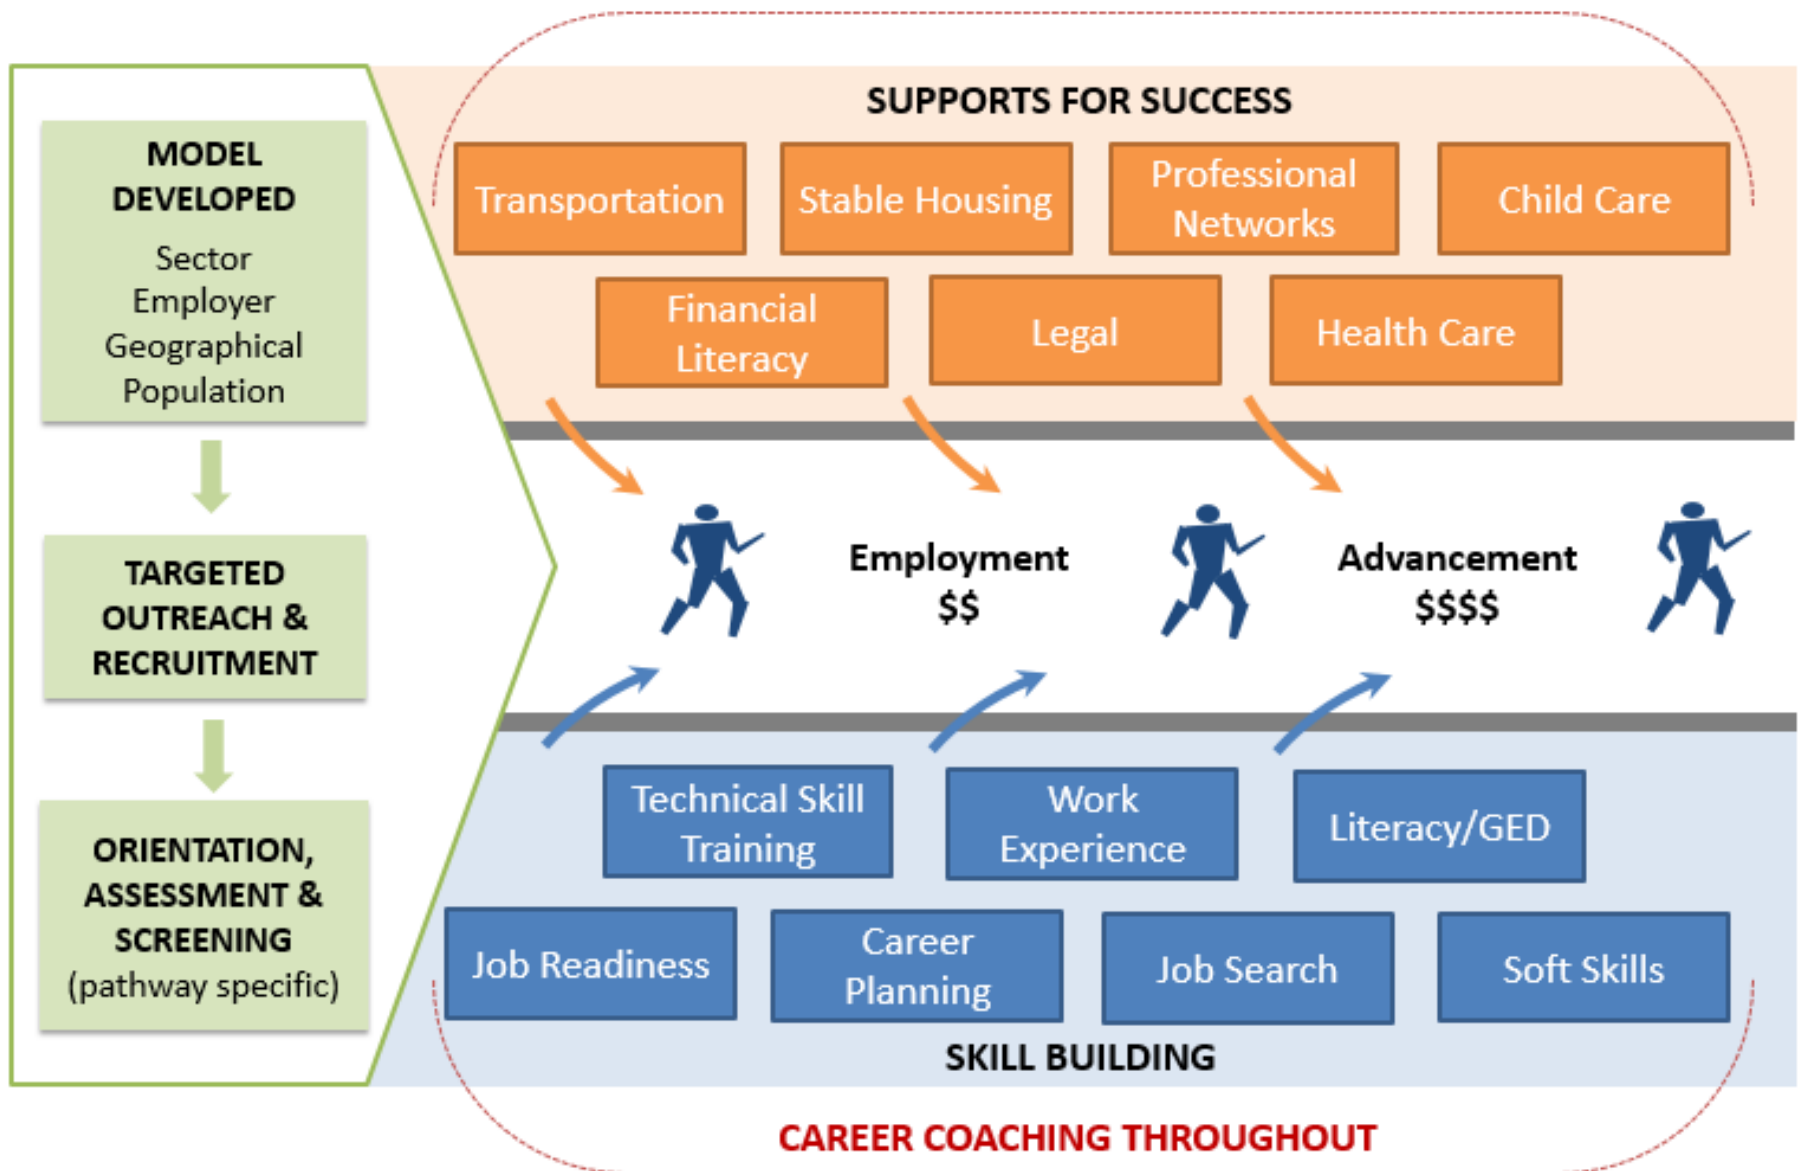 MODEL
DEVELOPED
Sector
Employer
Geographical
Population
TARGETED
OUTREACH &
RECRUITMENT
ORIENTATION,
ASSESSMENT &
SCREENING
(pathway specific)
SUPPORTS FOR SUCCESS
Transportation
Stable Housing
Professional
Networks
Child Care
Financial
Literacy
Legal
Health Care
Employment
$$
Advancement
$$$$
Technical Skill
Training
Work
Experience
Literacy/GED
Job Readiness
Career
Planning
Job Search
Soft Skills
SKILL BUILDING
CAREER COACHING THROUGHOUT